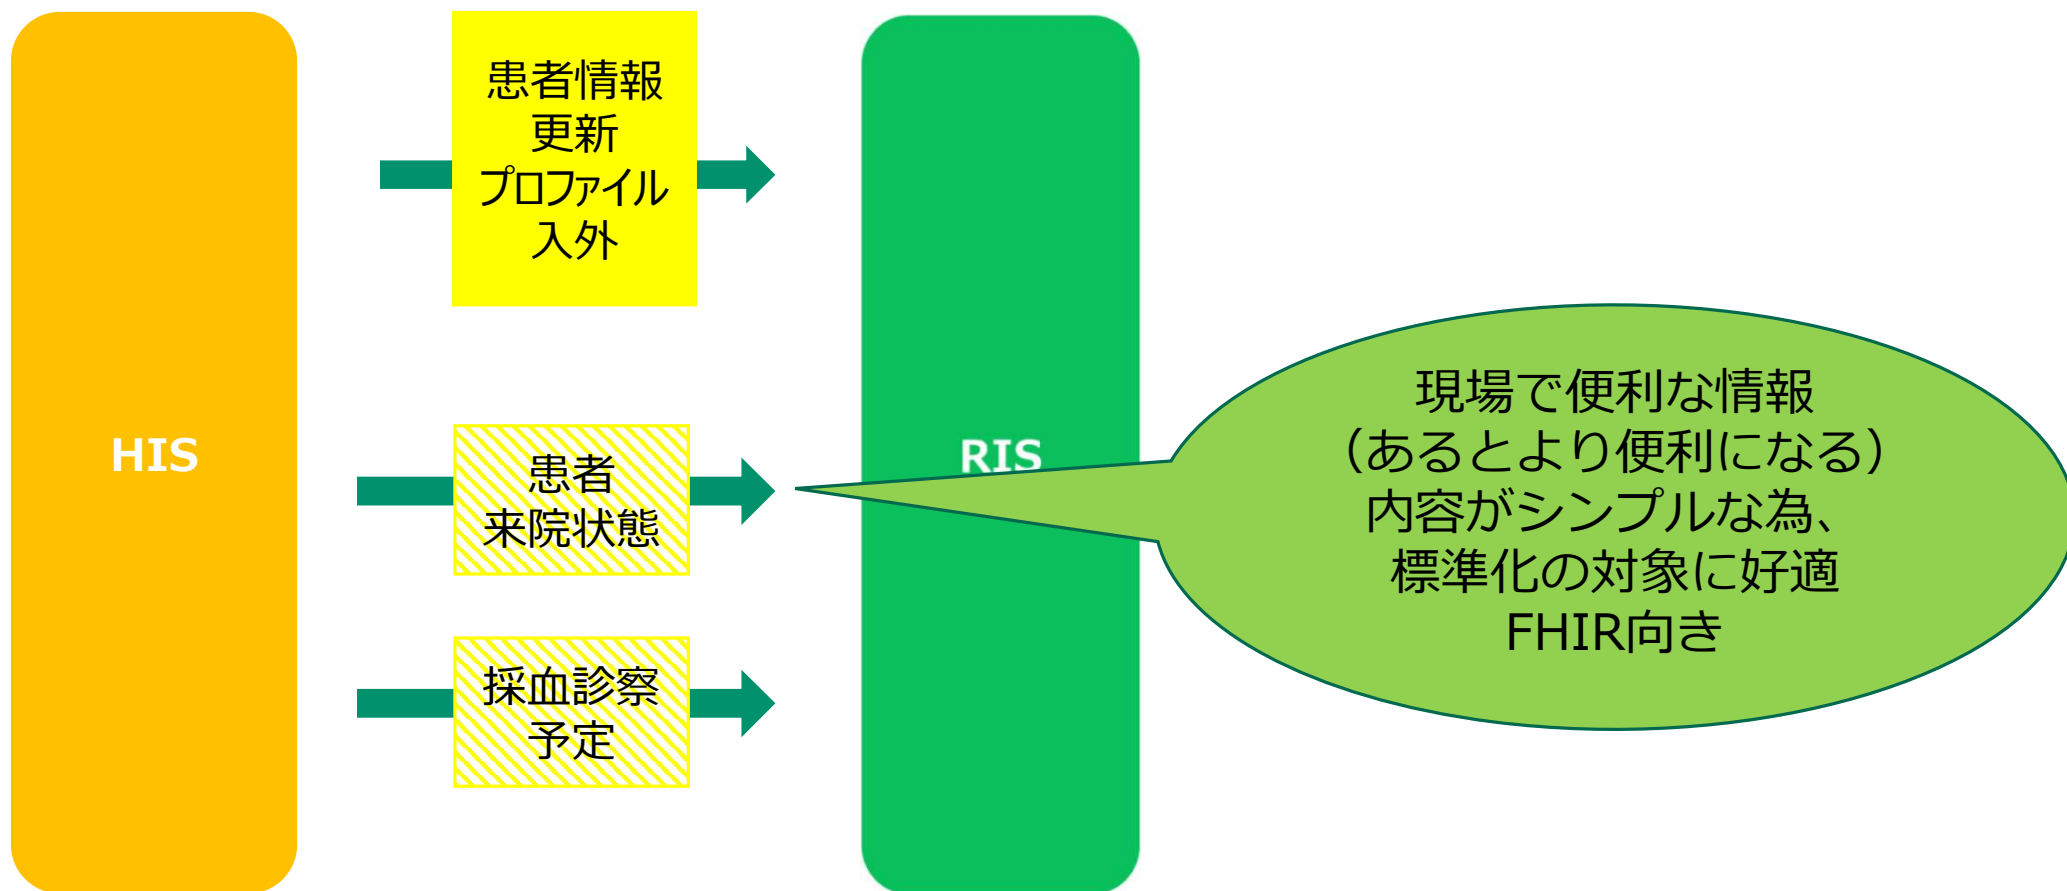 HIS
患者情報
更新
プロファイル
入外
患者
来院状態
採血診察
予定
RIS
現場で便利な情報
（あるとより便利になる）
内容がシンプルな為、
標準化の対象に好適
FHIR向き